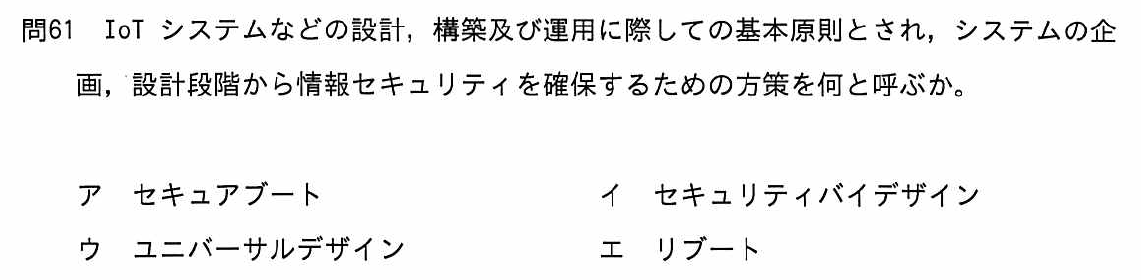 問61 IoT システムなどの設計，構築及び運用に際しての基本原則とされ，システムの企
画，設計段階から情報セキュリティを確保するための方策を何と呼ぶか。
ア セキュアブート イ セキュリティバイデザイン
ウ ユニバーサルデザイン エ リブート